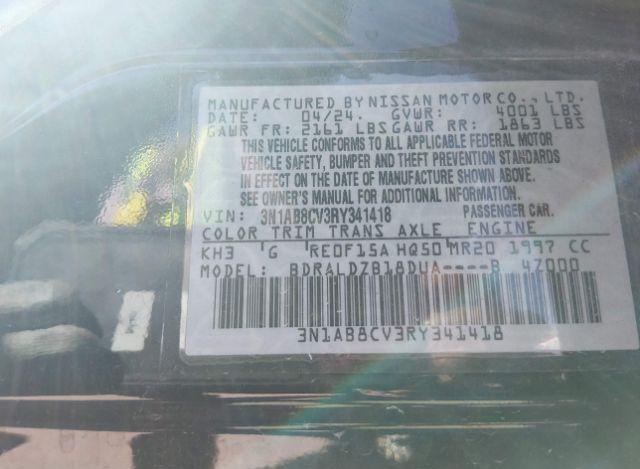 MANUFACTURED BY NISSAN MOTOR CO., LTD.
DATE: 04/24. GVWR: 4001 LBS
GAWR FR: 2161 LBS GAWR RR: 1863 LBS
THIS VEHICLE CONFORMS TO ALL APPLICABLE FEDERAL MOTOR
VEHICLE SAFETY, BUMPER AND THEFT PREVENTION STANDARDS
IN EFFECT ON THE DATE OF MANUFACTURE SHOWN ABOVE.
SEE OWNER'S MANUAL FOR ADDITIONAL INFORMATION.
VIN: 3N1AB8CV3RY341418 PASSENGER CAR.
COLOR TRIM TRANS AXLE ENGINE
KH3 G RE0F15A HQ50 MR20 1997 CC
MODEL: BDRALDZB18DUA----B 4Z000
3N1AB8CV3RY341418